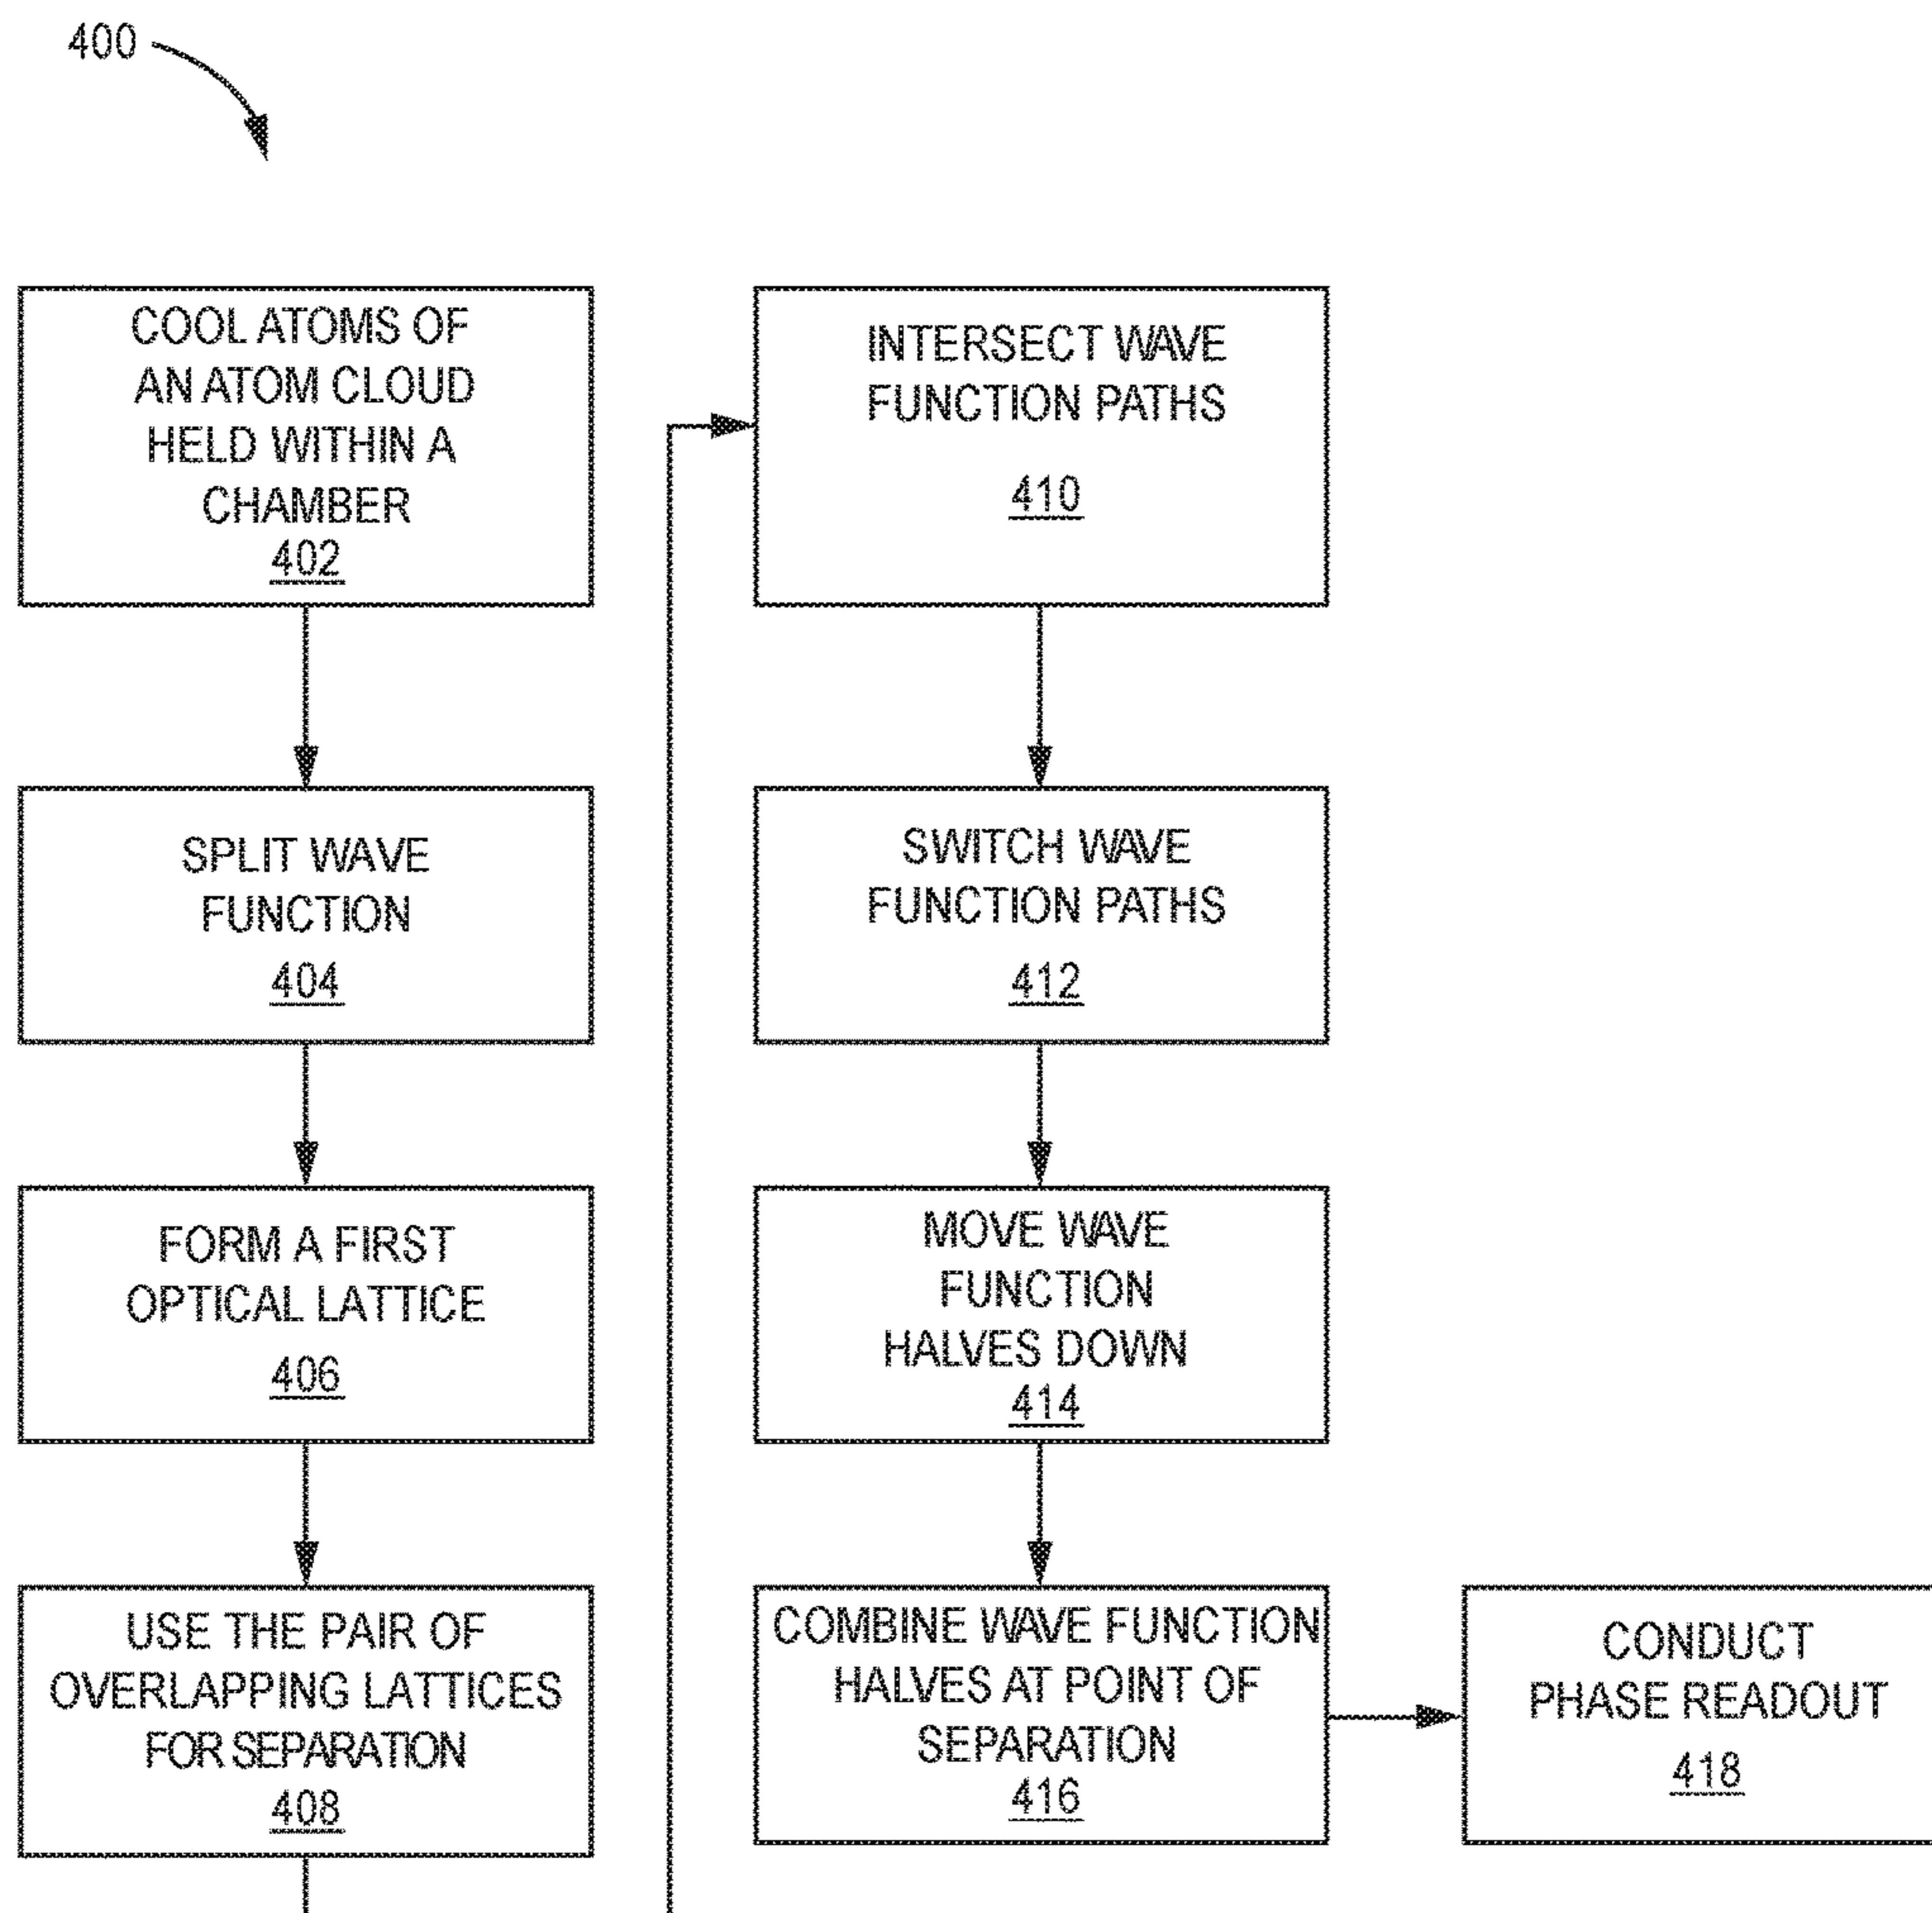 400
COOL ATOMS OF
AN ATOM CLOUD
HELD WITHIN A
CHAMBER
402
SPLIT WAVE
FUNCTION
404
FORM A FIRST
OPTICAL LATTICE
406
USE THE PAIR OF
OVERLAPPING LATTICES
FOR SEPARATION
408
INTERSECT WAVE
FUNCTION PATHS
410
SWITCH WAVE
FUNCTION PATHS
412
MOVE WAVE
FUNCTION
HALVES DOWN
414
COMBINE WAVE FUNCTION
HALVES AT POINT OF
SEPARATION
416
CONDUCT
PHASE READOUT
418